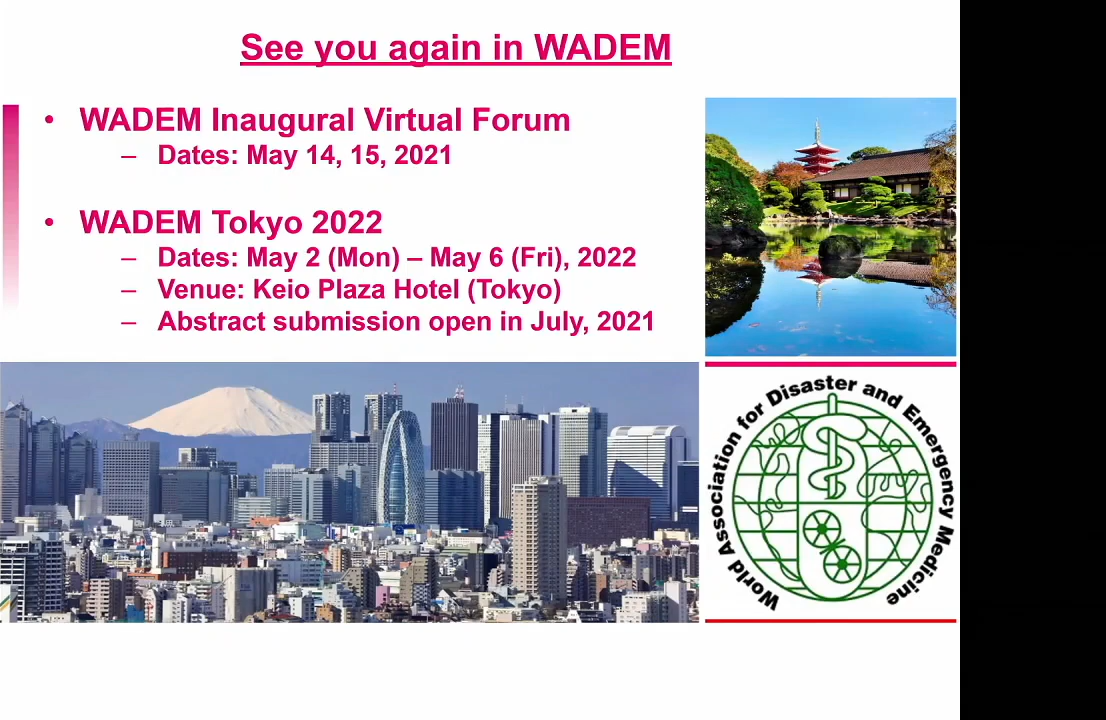 See you again in WADEM
• WADEM Inaugural Virtual Forum
– Dates: May 14, 15, 2021
• WADEM Tokyo 2022
– Dates: May 2 (Mon) – May 6 (Fri), 2022
– Venue: Keio Plaza Hotel (Tokyo)
– Abstract submission open in July, 2021
World Association for Disaster and Emergency Medicine